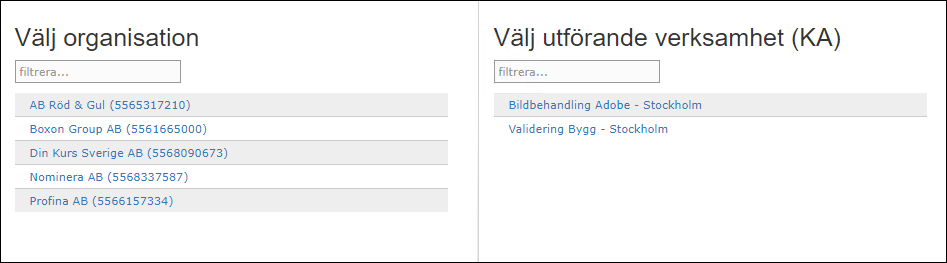 Välj organisation
filtrera...
AB Röd & Gul (5565317210)
Boxon Group AB (5561665000)
Din Kurs Sverige AB (5568090673)
Nominera AB (5568337587)
Profina AB (5566157334)
Välj utförande verksamhet (KA)
filtrera...
Bildbehandling Adobe - Stockholm
Validering Bygg - Stockholm